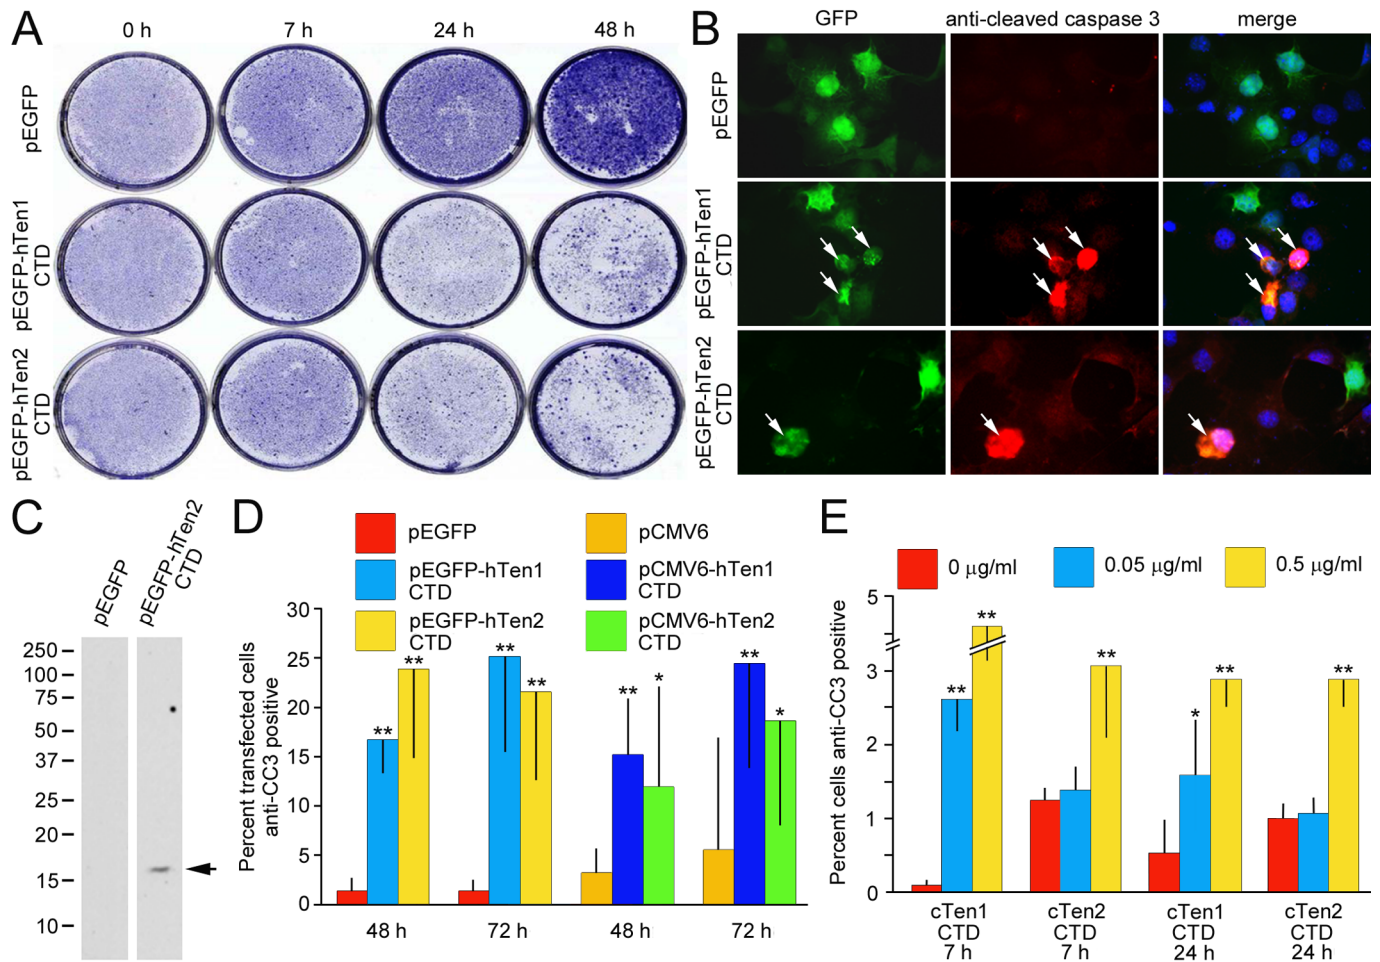 A
0 h
7 h
24 h
48 h
pEGFP
pEGFP-hTen1
CTD
pEGFP-hTen2
CTD
B
GFP
anti-cleaved caspase 3
merge
pEGFP
pEGFP-hTen1
CTD
pEGFP-hTen2
CTD
C
pEGFP
pEGFP-hTen2
CTD
250
100
75
50
37
25
20
15
10
D
pEGFP
pEGFP-hTen1
CTD
pEGFP-hTen2
CTD
pCMV6
pCMV6-hTen1
CTD
pCMV6-hTen2
CTD
Percent transfected cells
anti-CC3 positive
30
25
20
15
10
5
0
**
**
**
**
**
*
**
*
48 h
72 h
48 h
72 h
E
0 µg/ml
0.05 µg/ml
0.5 µg/ml
Percent cells anti-CC3 positive
5
3
2
1
0
**
**
**
*
**
**
cTen1
CTD
7 h
cTen2
CTD
7 h
cTen1
CTD
24 h
cTen2
CTD
24 h